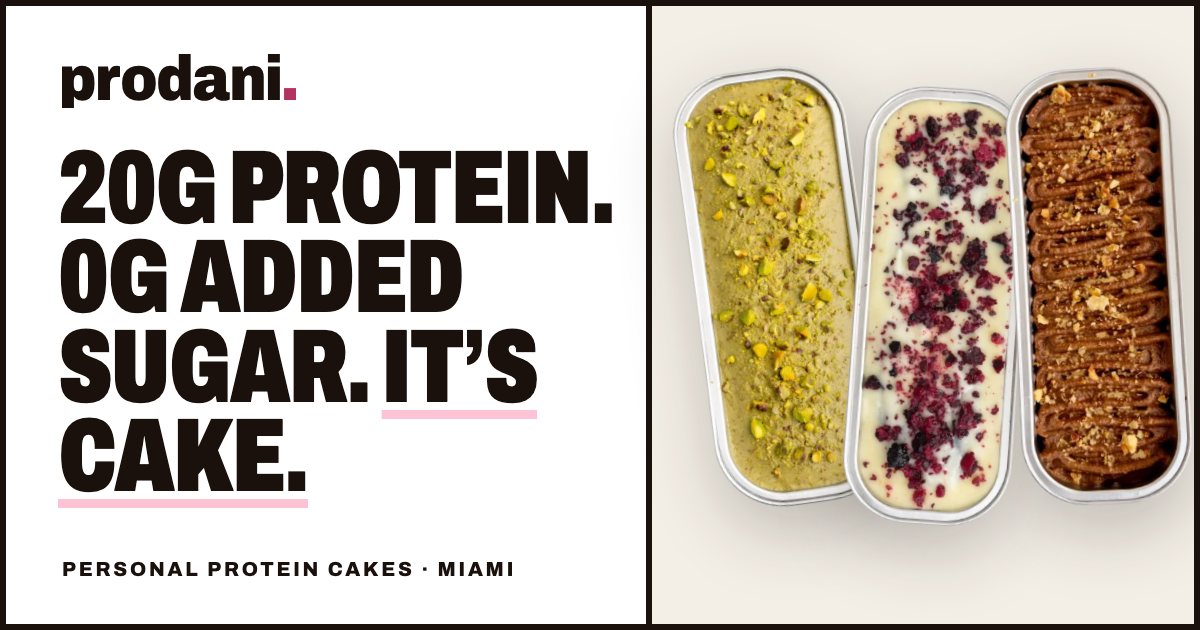 prodani.
20G PROTEIN.
0G ADDED
SUGAR. IT’S
CAKE.
PERSONAL PROTEIN CAKES · MIAMI